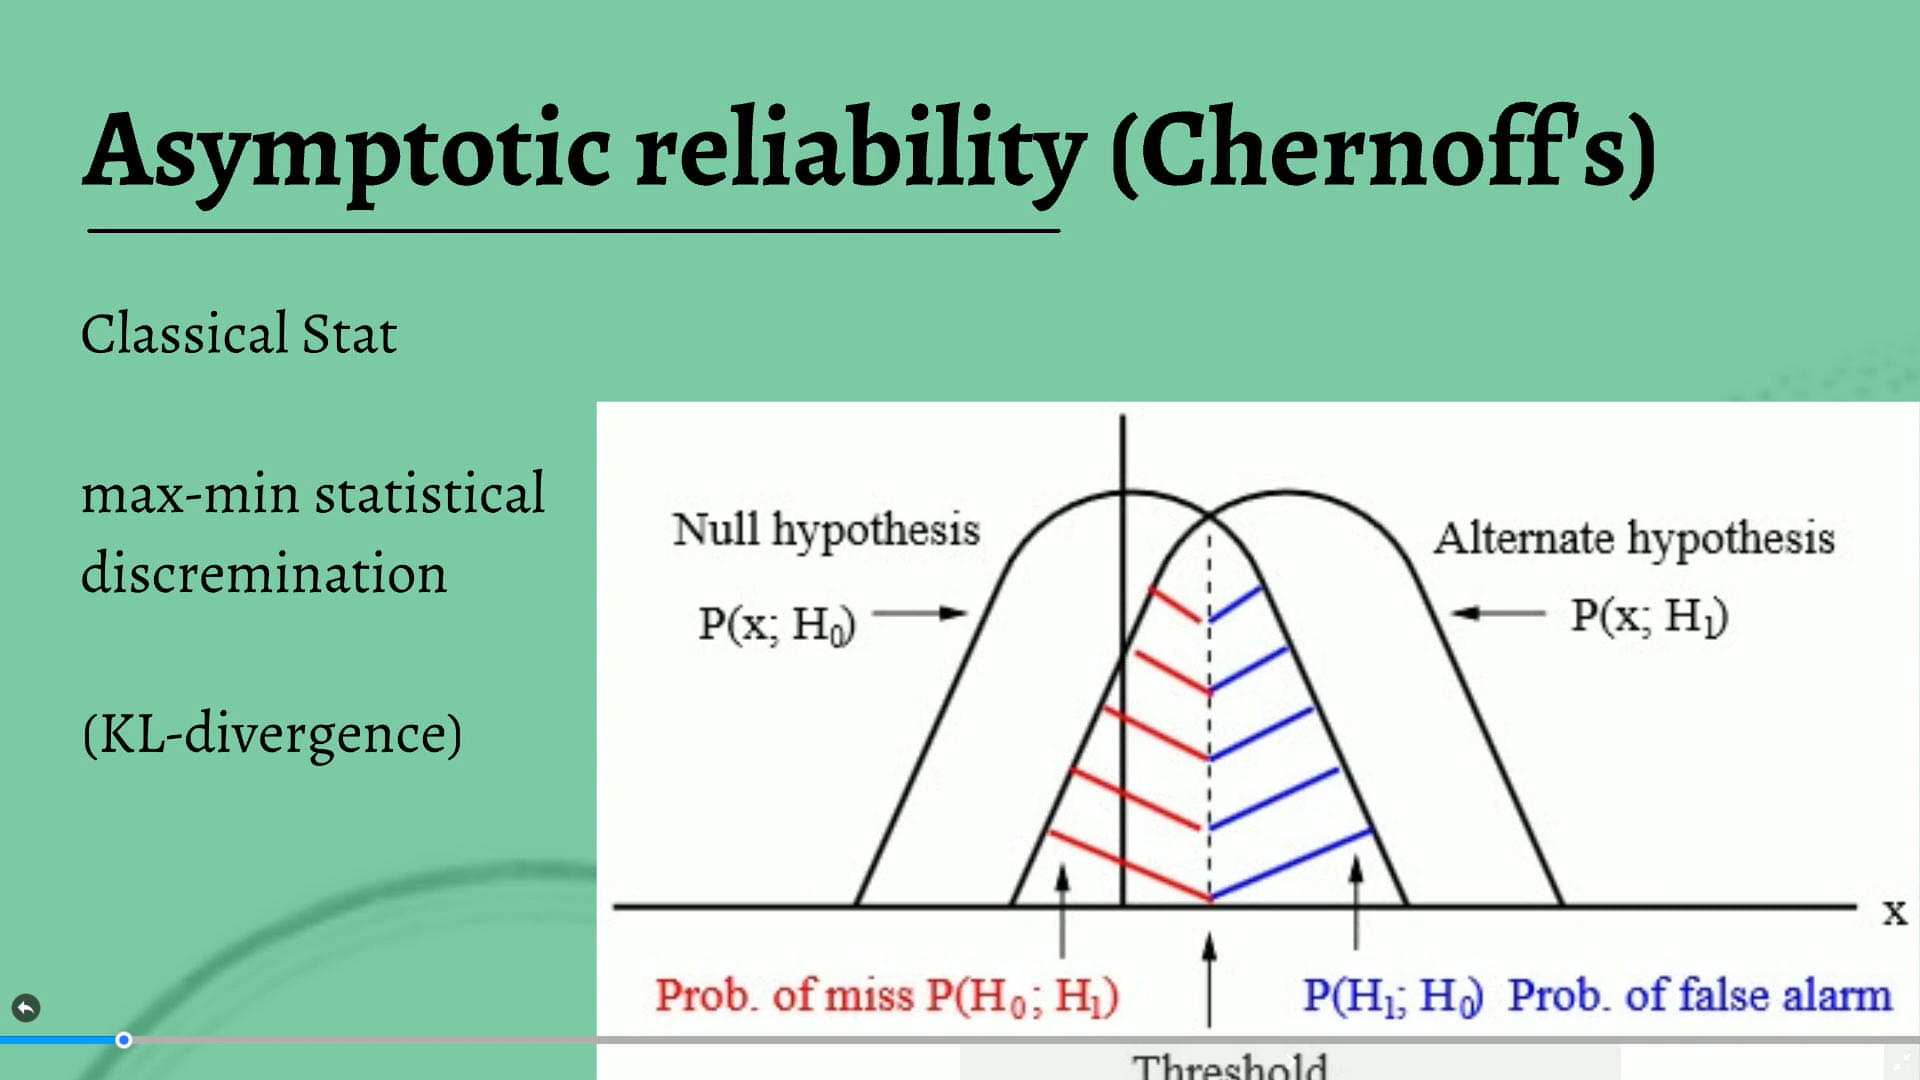 Asymptotic reliability (Chernoff's)
Classical Stat
max-min statistical
discremination
(KL-divergence)
Null hypothesis
P(x; H₀)
Alternate hypothesis
P(x; H₁)
x
Prob. of miss P(H₀; H₁)
P(H₁; H₀) Prob. of false alarm
Threshold